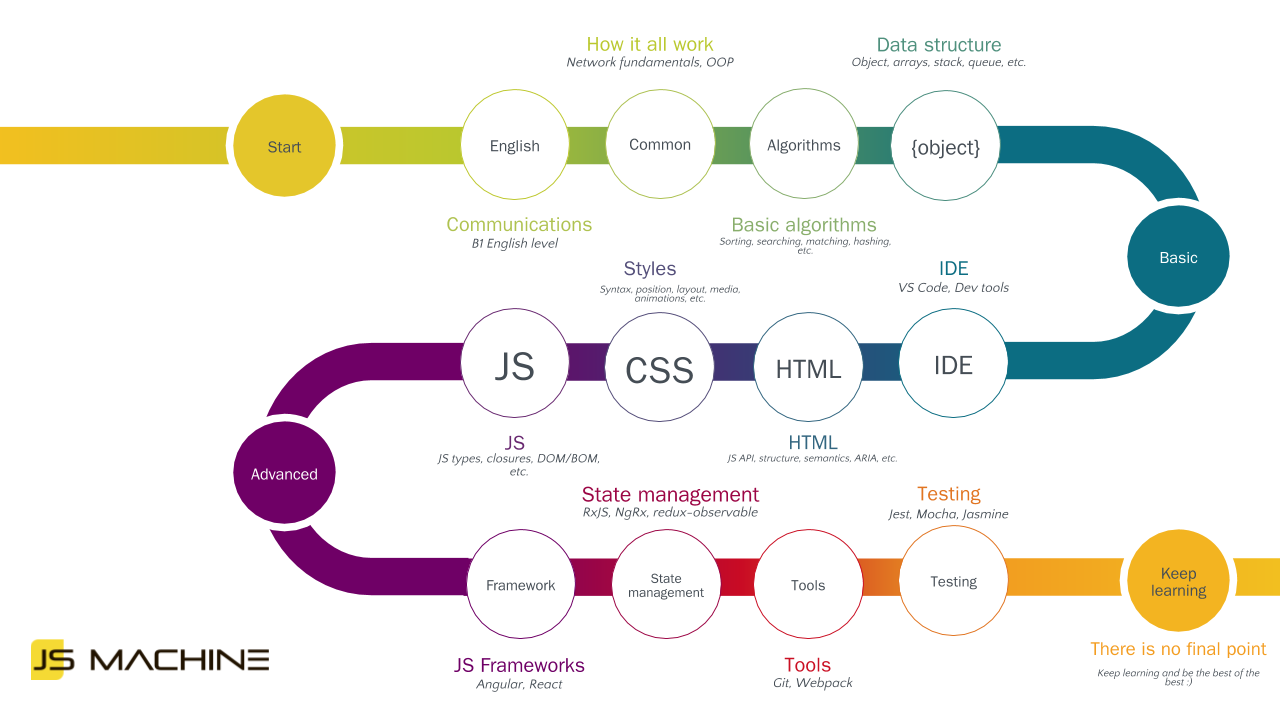 How it all work
Network fundamentals, OOP
Data structure
Object, arrays, stack, queue, etc.
Start
English
Common
Algorithms
{object}
Communications
B1 English level
Basic algorithms
Sorting, searching, matching, hashing,
etc.
Basic
Styles
Syntax, position, layout, media,
animations, etc.
IDE
VS Code, Dev tools
JS
CSS
HTML
IDE
JS
JS types, closures, DOM/BOM,
etc.
HTML
JS API, structure, semantics, ARIA, etc.
Advanced
State management
RxJS, NgRx, redux-observable
Testing
Jest, Mocha, Jasmine
Framework
State
management
Tools
Testing
Keep
learning
JS Frameworks
Angular, React
Tools
Git, Webpack
There is no final point
Keep learning and be the best of the
best :)
JS MACHINE